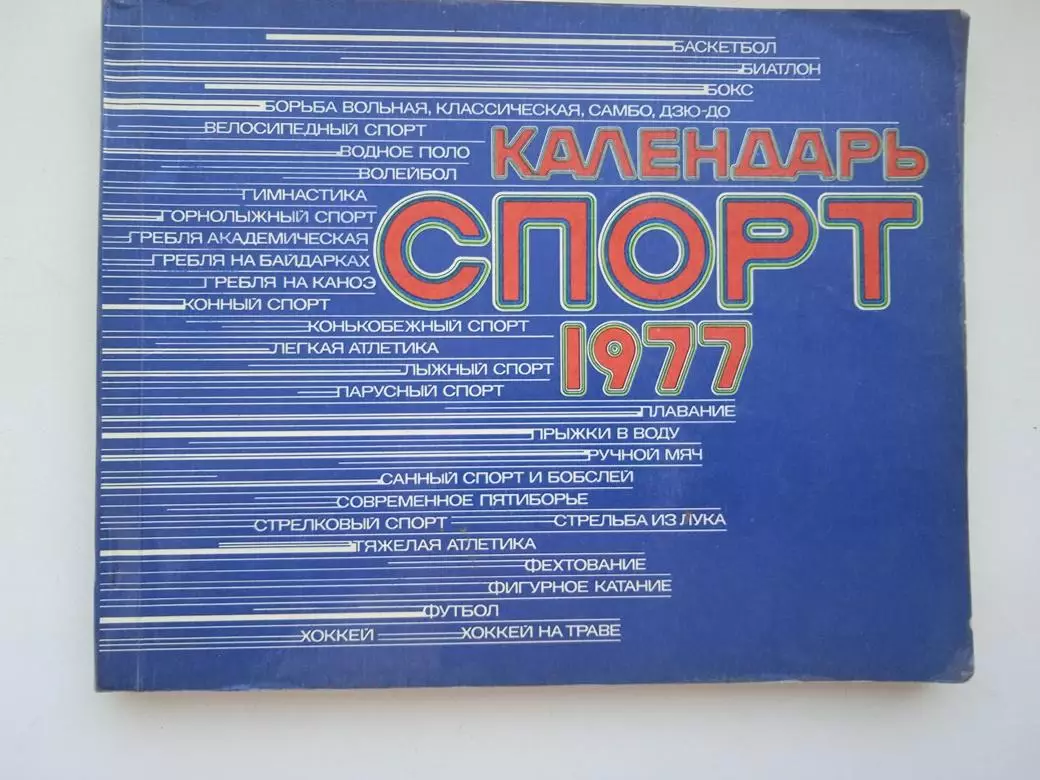 БАСКЕТБОЛ
БИАТЛОН
БОКС
БОРЬБА ВОЛЬНАЯ, КЛАССИЧЕСКАЯ, САМБО, ДЗЮ-ДО
ВЕЛОСИПЕДНЫЙ СПОРТ
ВОДНОЕ ПОЛО
ВОЛЕЙБОЛ
КАЛЕНДАРЬ
ГИМНАСТИКА
ГОРНОЛЫЖНЫЙ СПОРТ
ГРЕБЛЯ АКАДЕМИЧЕСКАЯ
ГРЕБЛЯ НА БАЙДАРКАХ
ГРЕБЛЯ НА КАНОЭ
СПОРТ
КОННЫЙ СПОРТ
КОНЬКОБЕЖНЫЙ СПОРТ
ЛЕГКАЯ АТЛЕТИКА
ЛЫЖНЫЙ СПОРТ
1977
ПАРУСНЫЙ СПОРТ
ПЛАВАНИЕ
ПРЫЖКИ В ВОДУ
РУЧНОЙ МЯЧ
САННЫЙ СПОРТ И БОБСЛЕЙ
СОВРЕМЕННОЕ ПЯТИБОРЬЕ
СТРЕЛКОВЫЙ СПОРТ СТРЕЛЬБА ИЗ ЛУКА
ТЯЖЕЛАЯ АТЛЕТИКА
ФЕХТОВАНИЕ
ФИГУРНОЕ КАТАНИЕ
ФУТБОЛ
ХОККЕЙ ХОККЕЙ НА ТРАВЕ